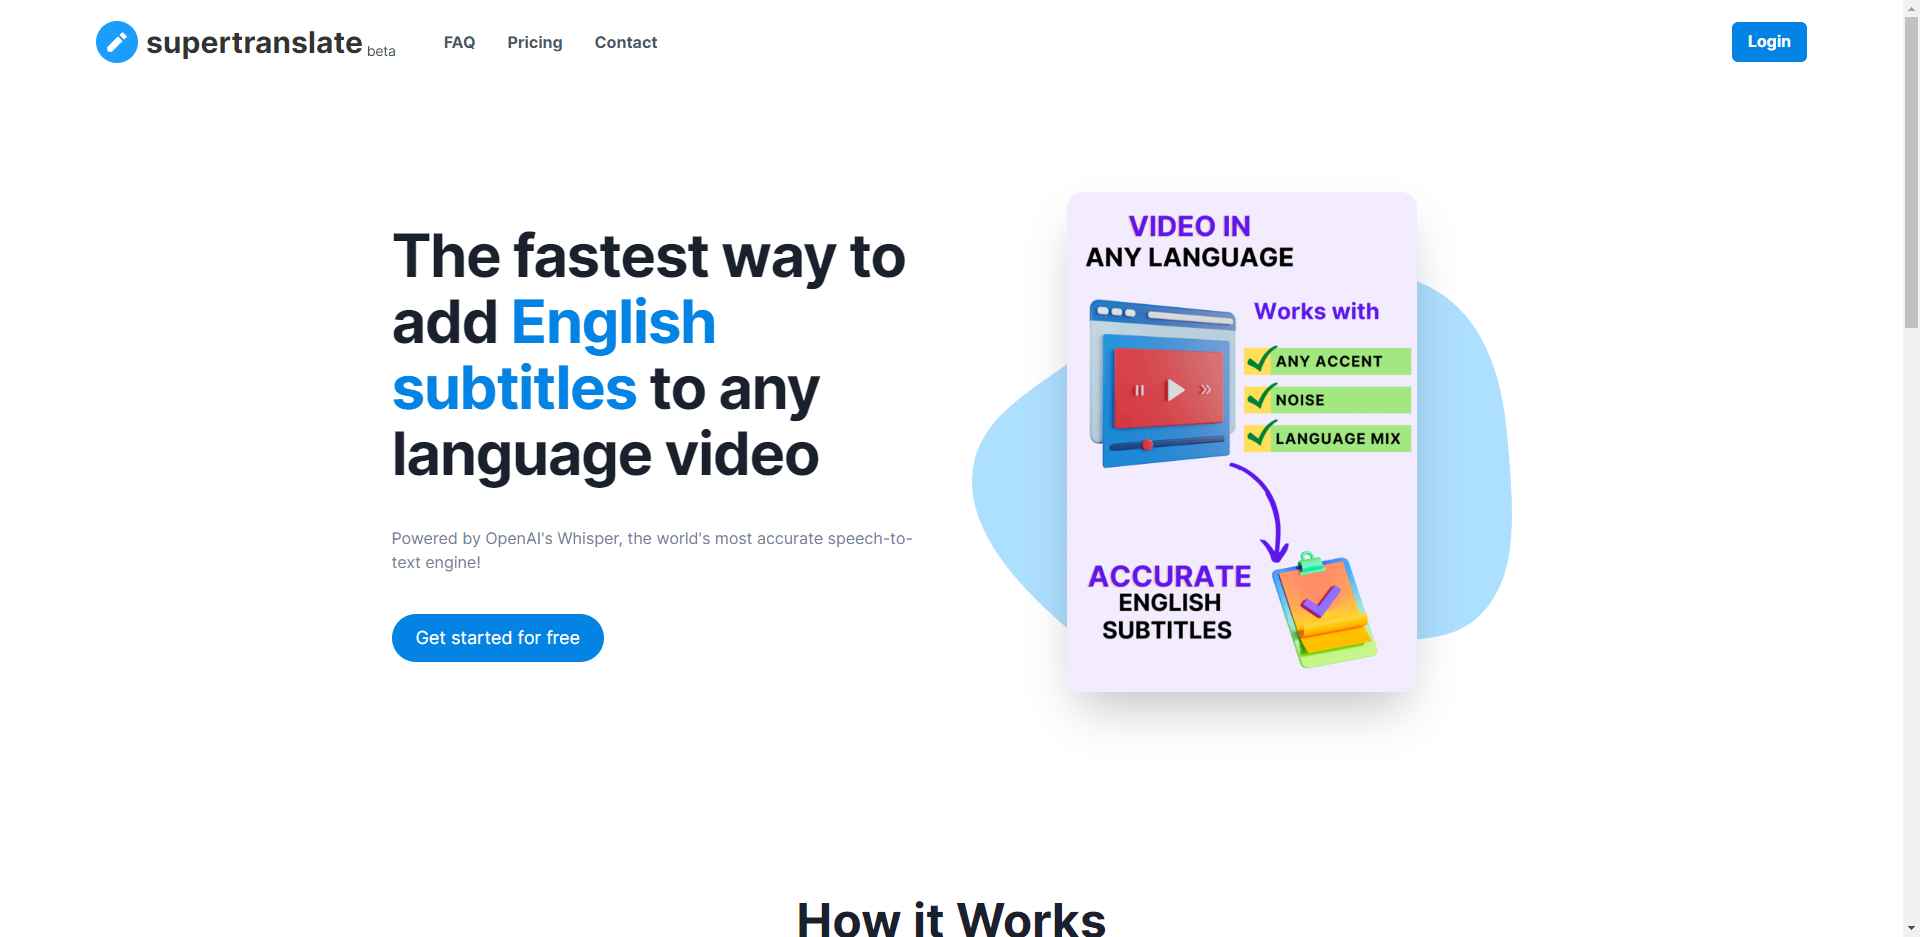 supertranslate beta
FAQ
Pricing
Contact
Login
The fastest way to
add English
subtitles to any
language video
Powered by OpenAI's Whisper, the world's most accurate speech-to-
text engine!
Get started for free
VIDEO IN
ANY LANGUAGE
Works with
ANY ACCENT
NOISE
LANGUAGE MIX
ACCURATE
ENGLISH
SUBTITLES
How it Works